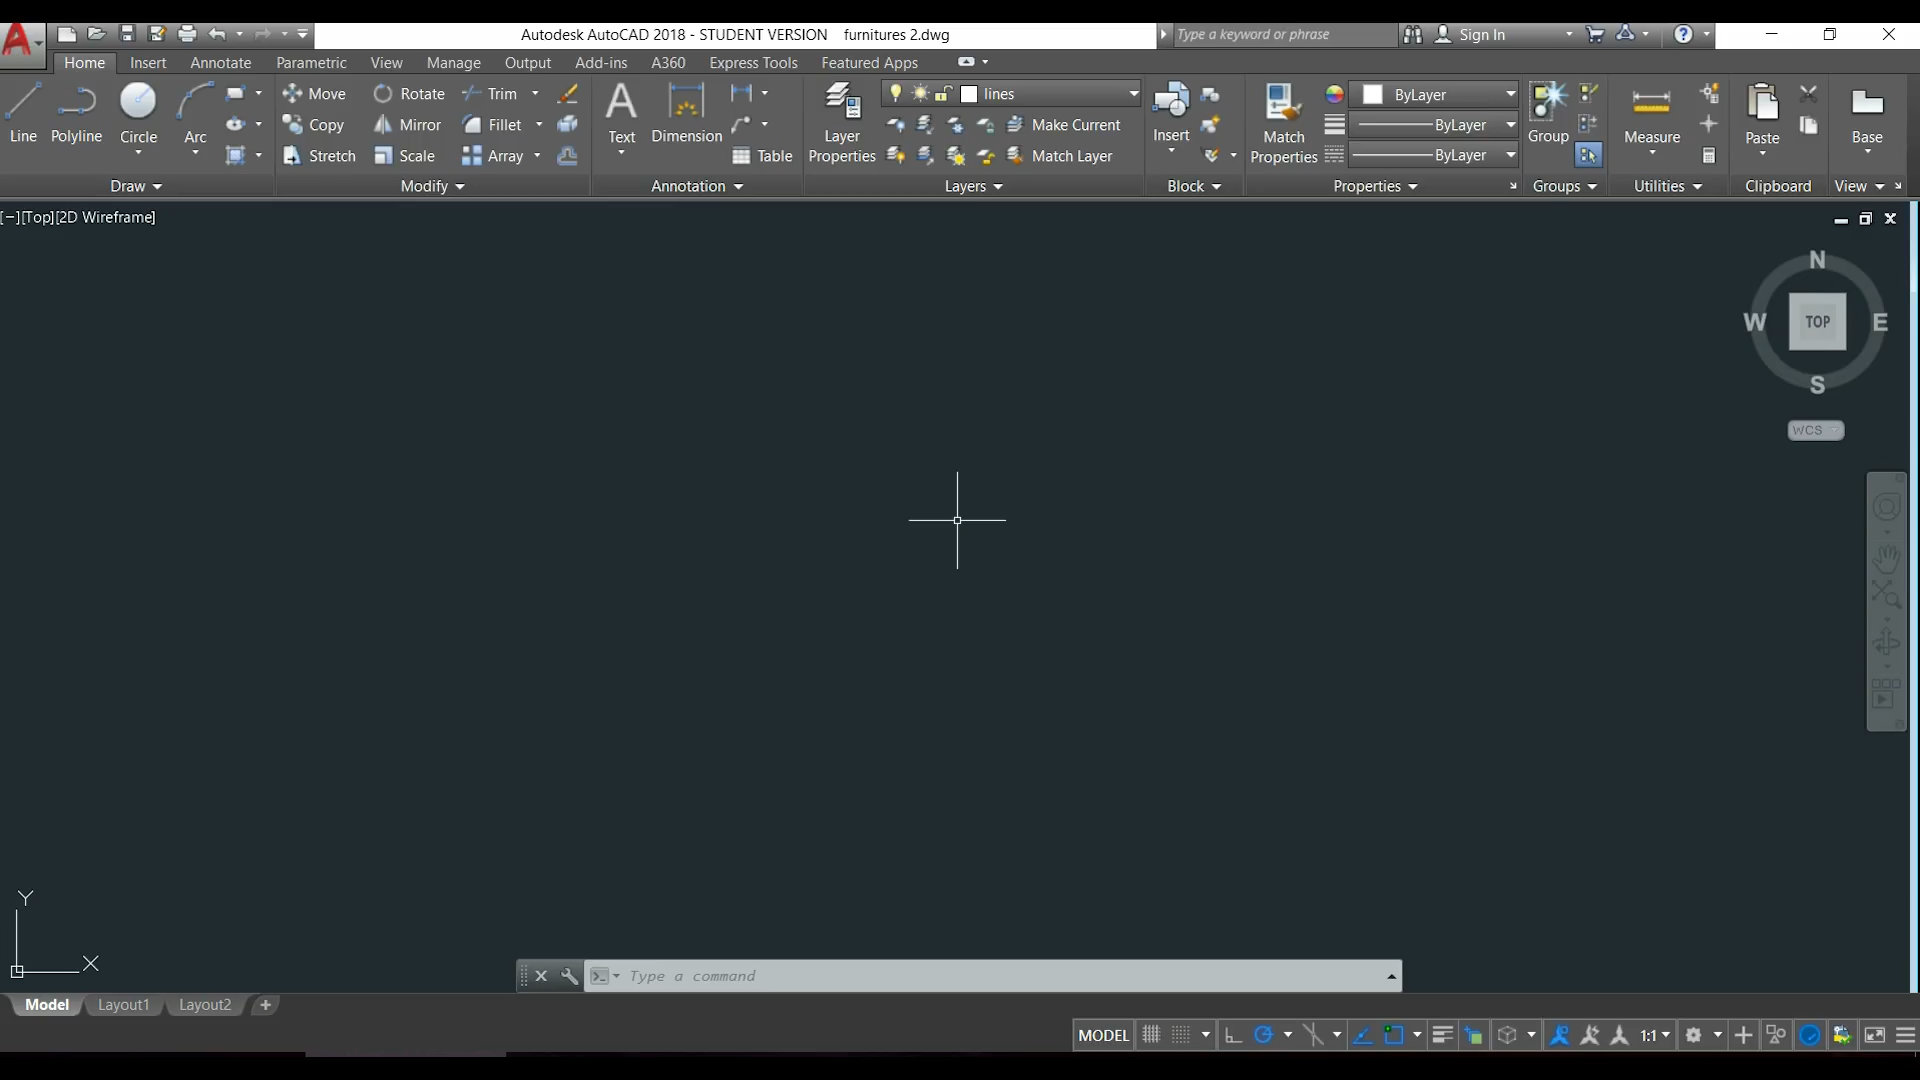 Autodesk AutoCAD 2018 - STUDENT VERSION furnitures 2.dwg
Type a keyword or phrase
Sign In
Home Insert Annotate Parametric View Manage Output Add-ins A360 Express Tools Featured Apps
Line Polyline Circle Arc
Move Rotate Trim
Copy Mirror Fillet
Stretch Scale Array
Text Dimension Table
Layer Properties
lines
Make Current
Match Layer
Insert
Match Properties
ByLayer
ByLayer
ByLayer
Group
Measure
Paste
Base
Draw Modify Annotation Layers Block Properties Groups Utilities Clipboard View
[−][Top][2D Wireframe]
N
W TOP E
S
WCS
Y
X
Type a command
Model Layout1 Layout2 +
MODEL 1:1